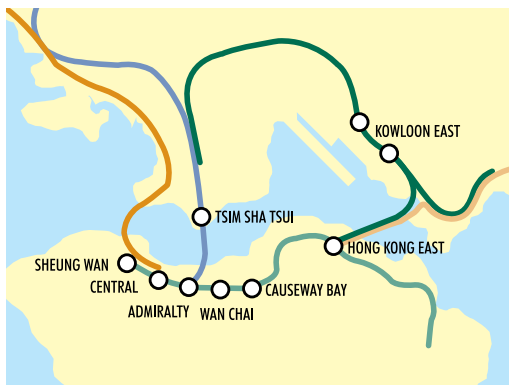 KOWLOON EAST
TSIM SHA TSUI
HONG KONG EAST
SHEUNG WAN
CENTRAL
CAUSEWAY BAY
ADMIRALTY
WAN CHAI